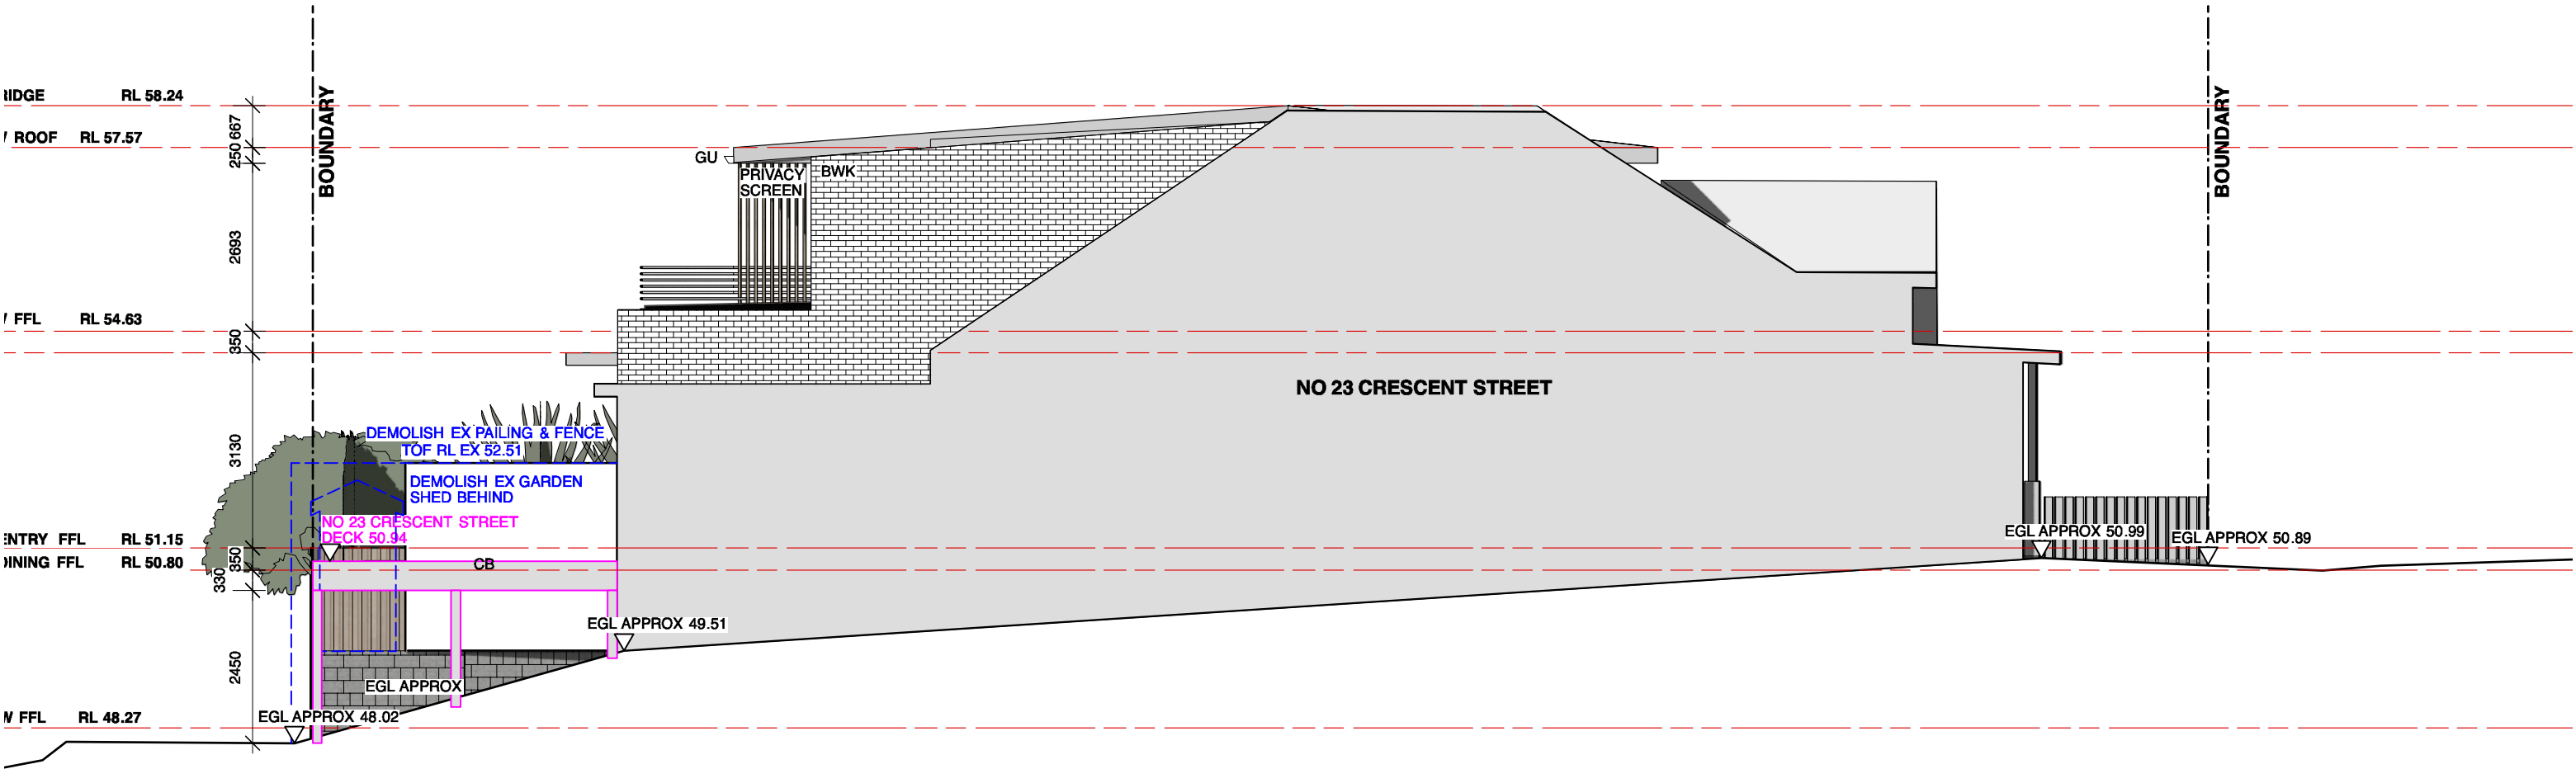 RIDGE RL 58.24
ROOF RL 57.57
FFL RL 54.63
ENTRY FFL RL 51.15
DINING FFL RL 50.80
FFL RL 48.27
667
250
2693
350
3130
350
330
2450
BOUNDARY
GU
PRIVACY
SCREEN
BWK
DEMOLISH EX PAILING & FENCE
TOF RL EX 52.51
DEMOLISH EX GARDEN
SHED BEHIND
NO 23 CRESCENT STREET
DECK 50.94
CB
EGL APPROX 49.51
EGL APPROX
EGL APPROX 48.02
NO 23 CRESCENT STREET
BOUNDARY
EGL APPROX 50.99
EGL APPROX 50.89